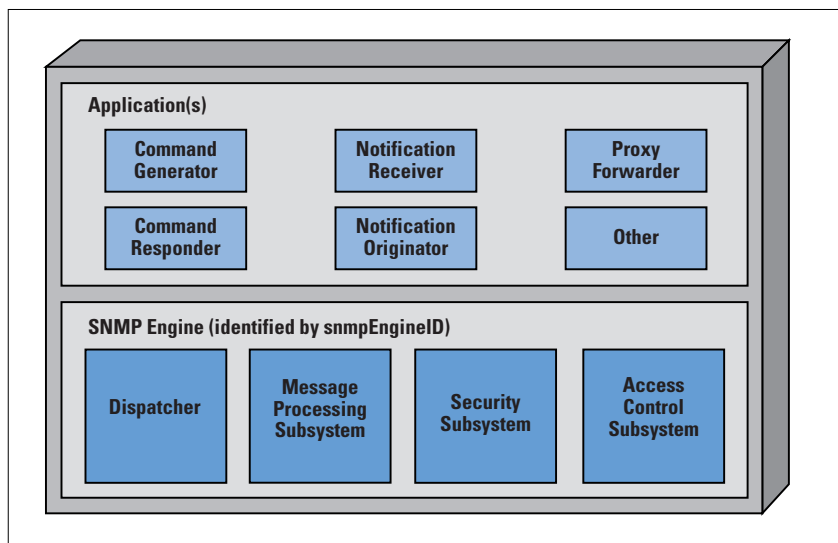 Application(s)
Command
Generator
Notification
Receiver
Proxy
Forwarder
Command
Responder
Notification
Originator
Other
SNMP Engine (identified by snmpEngineID)
Dispatcher
Message
Processing
Subsystem
Security
Subsystem
Access
Control
Subsystem